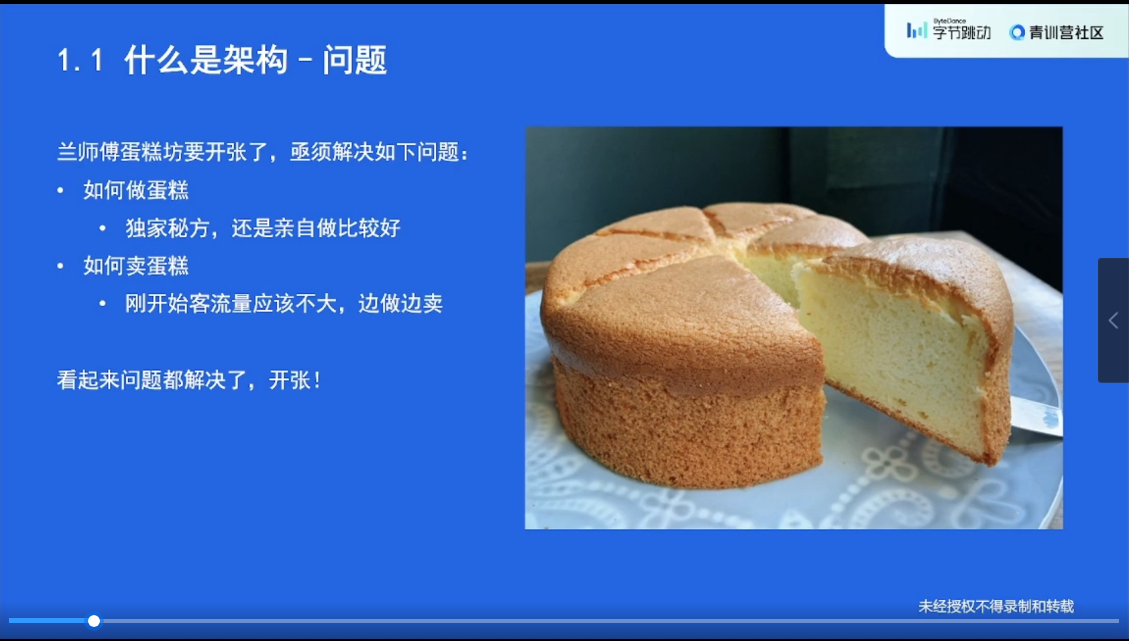 ByteDance
字节跳动
青训营社区
1.1 什么是架构 - 问题
兰师傅蛋糕坊要开张了，亟须解决如下问题：
• 如何做蛋糕
• 独家秘方，还是亲自做比较好
• 如何卖蛋糕
• 刚开始客流量应该不大，边做边卖
看起来问题都解决了，开张！
未经授权不得录制和转载